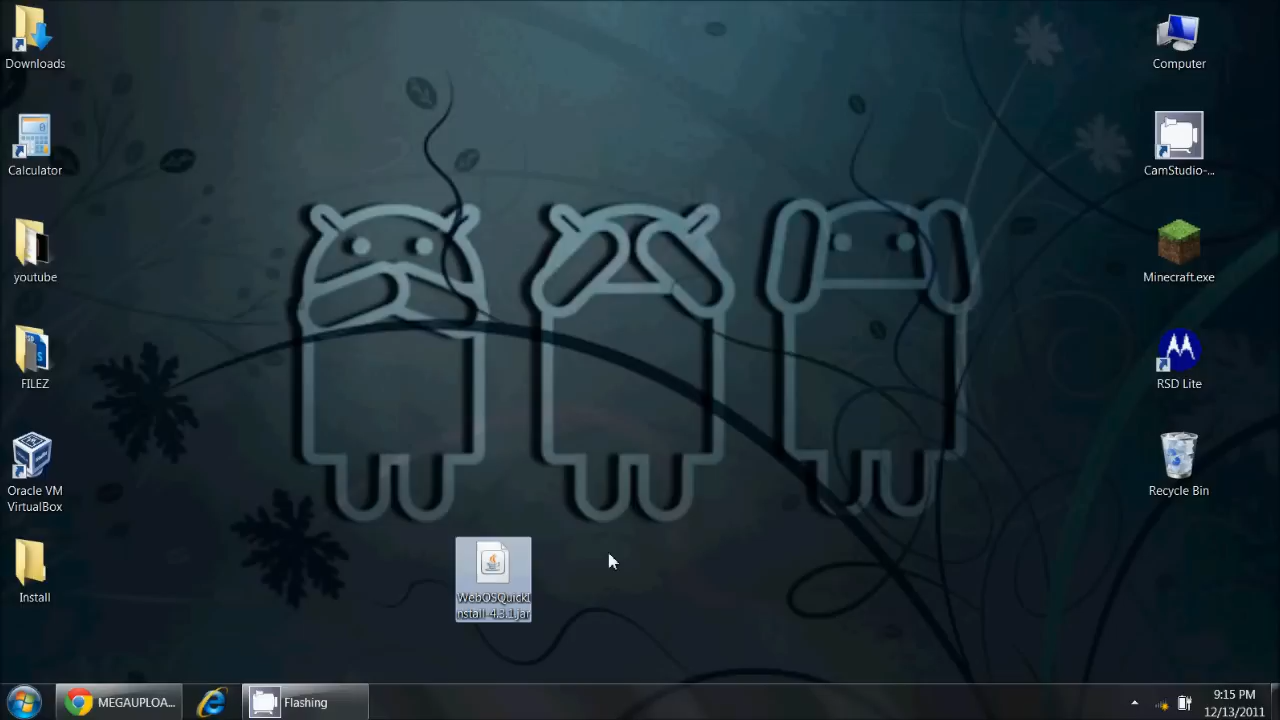 Downloads
Calculator
youtube
FILEZ
Oracle VM
VirtualBox
Install
WebOSQuickI
nstall-4.3.1.jar
Computer
CamStudio-...
Minecraft.exe
RSD Lite
Recycle Bin
MEGAUPLOA...
Flashing
9:15 PM
12/13/2011